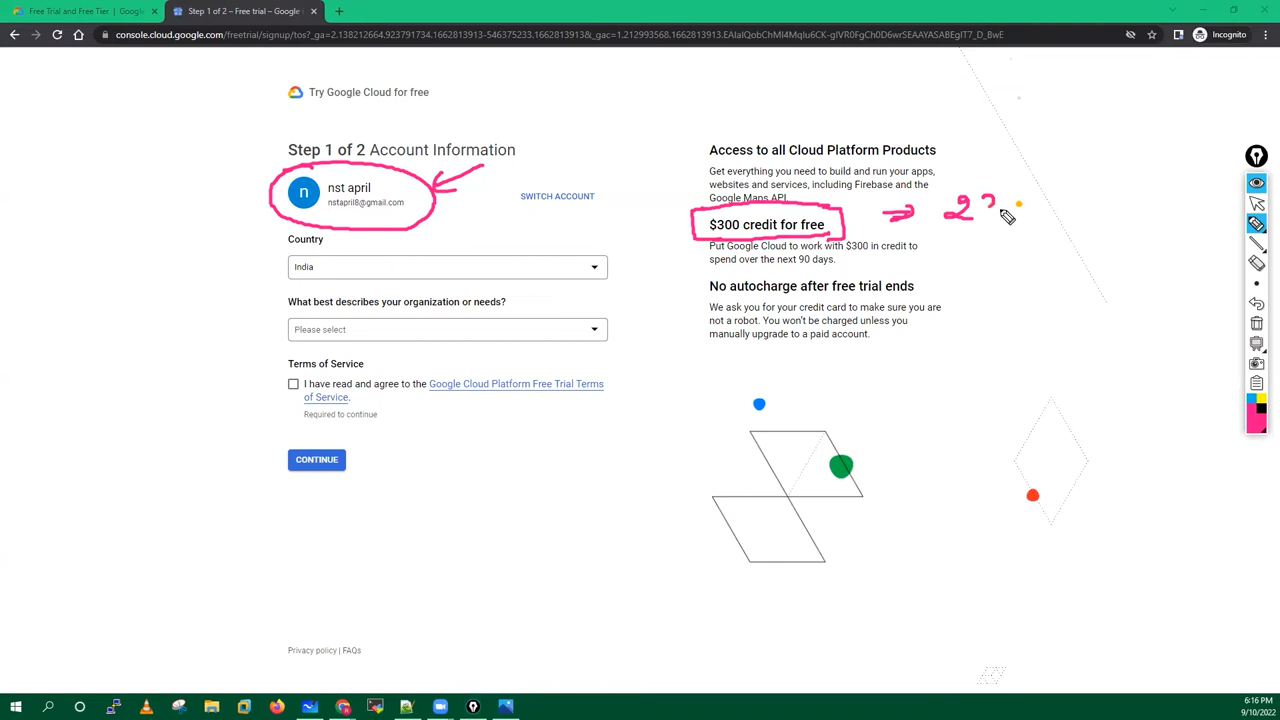 Free Trial and Free Tier | Google
Step 1 of 2 – Free trial – Google
console.cloud.google.com/freetrial/signup/tos?_ga=2.138212664.923791734.1662813913-546375233.1662813913&_gac=1.212993568.1662813913.EAIaIQobChMI4MqIu6CK-gIVR0FgCh0D6wrSEAAYASABEgIT7_D_BwE
Incognito
Try Google Cloud for free
Step 1 of 2 Account Information
n
nst april
nstapril8@gmail.com
SWITCH ACCOUNT
Country
India
What best describes your organization or needs?
Please select
Terms of Service
I have read and agree to the Google Cloud Platform Free Trial Terms
of Service.
Required to continue
CONTINUE
Privacy policy | FAQs
Access to all Cloud Platform Products
Get everything you need to build and run your apps,
websites and services, including Firebase and the
Google Maps API.
$300 credit for free
Put Google Cloud to work with $300 in credit to
spend over the next 90 days.
No autocharge after free trial ends
We ask you for your credit card to make sure you are
not a robot. You won't be charged unless you
manually upgrade to a paid account.
6:16 PM
9/10/2022